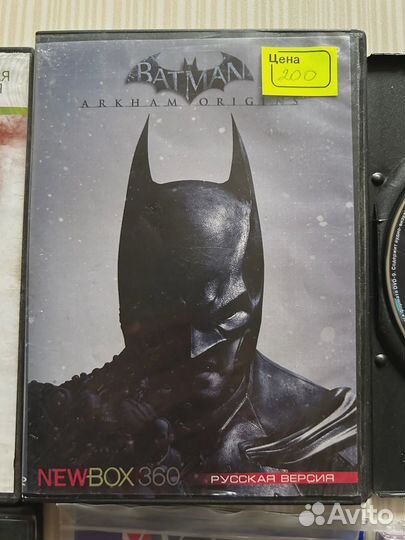 BATMAN
ARKHAM ORIGINS
Цена
200
NEWBOX 360
РУССКАЯ ВЕРСИЯ
Avito